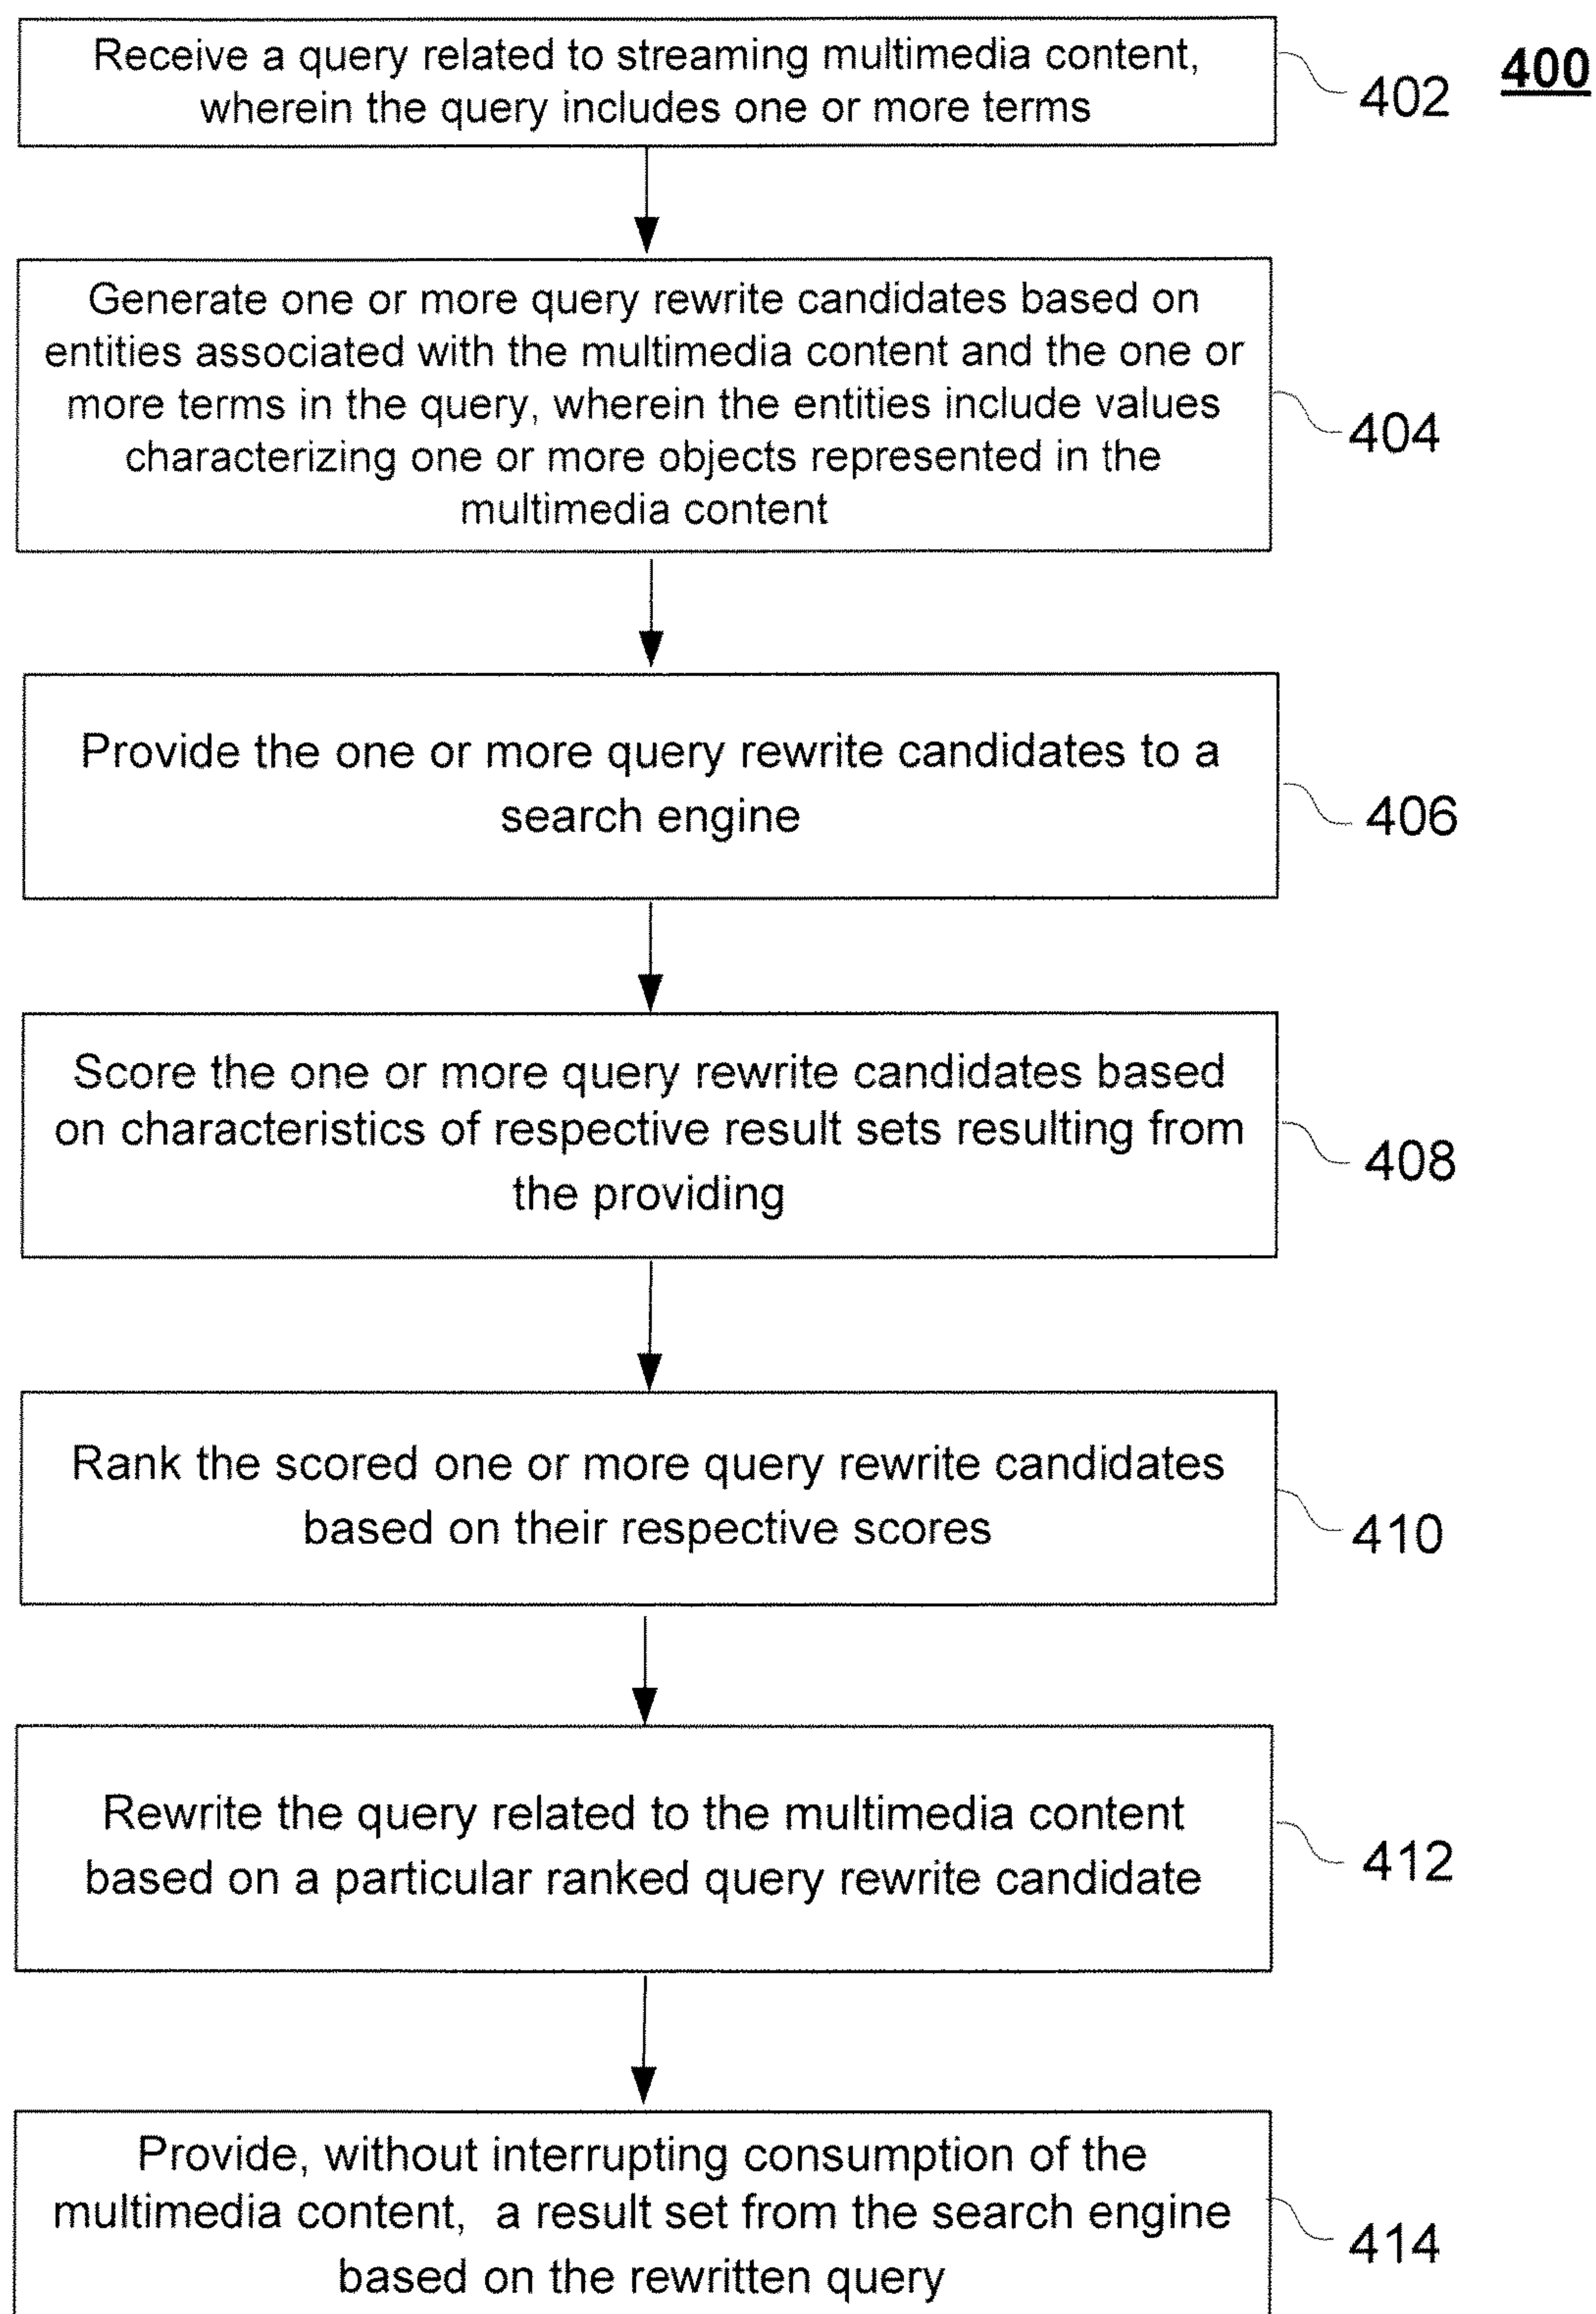 Receive a query related to streaming multimedia content,
wherein the query includes one or more terms
402
400
Generate one or more query rewrite candidates based on
entities associated with the multimedia content and the one or
more terms in the query, wherein the entities include values
characterizing one or more objects represented in the
multimedia content
404
Provide the one or more query rewrite candidates to a
search engine
406
Score the one or more query rewrite candidates based
on characteristics of respective result sets resulting from
the providing
408
Rank the scored one or more query rewrite candidates
based on their respective scores
410
Rewrite the query related to the multimedia content
based on a particular ranked query rewrite candidate
412
Provide, without interrupting consumption of the
multimedia content,  a result set from the search engine
based on the rewritten query
414